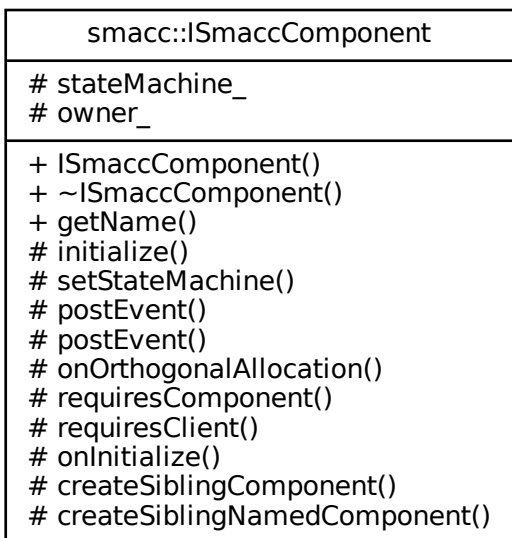 smacc::ISmaccComponent
# stateMachine_
# owner_
+ ISmaccComponent()
+ ~ISmaccComponent()
+ getName()
# initialize()
# setStateMachine()
# postEvent()
# postEvent()
# onOrthogonalAllocation()
# requiresComponent()
# requiresClient()
# onInitialize()
# createSiblingComponent()
# createSiblingNamedComponent()